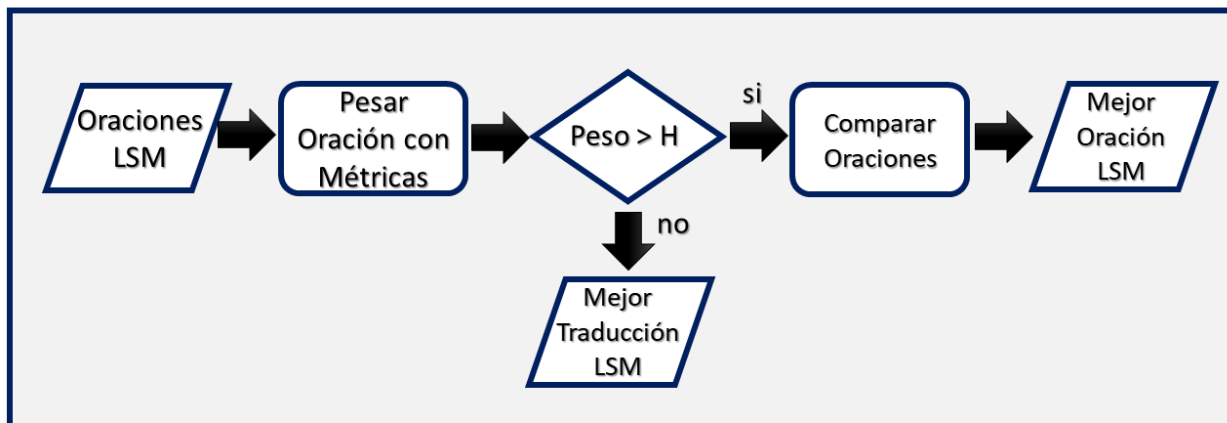 Oraciones
LSM
Pesar
Oración con
Métricas
Peso > H
si
Comparar
Oraciones
Mejor
Oración
LSM
no
Mejor
Traducción
LSM